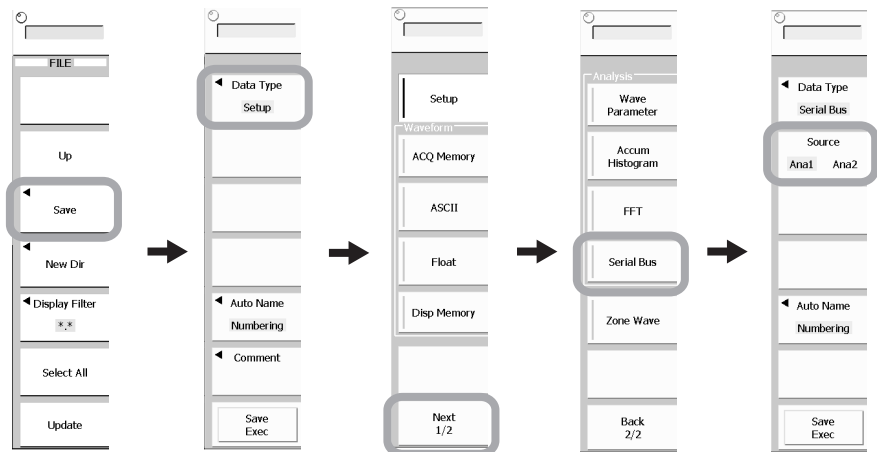 FILE
Up
Save
New Dir
Display Filter
*.*
Select All
Update
Data Type
Setup
Auto Name
Numbering
Comment
Save
Exec
Setup
Waveform
ACQ Memory
ASCII
Float
Disp Memory
Next
1/2
Analysis
Wave
Parameter
Accum
Histogram
FFT
Serial Bus
Zone Wave
Back
2/2
Data Type
Serial Bus
Source
Ana1 Ana2
Auto Name
Numbering
Save
Exec